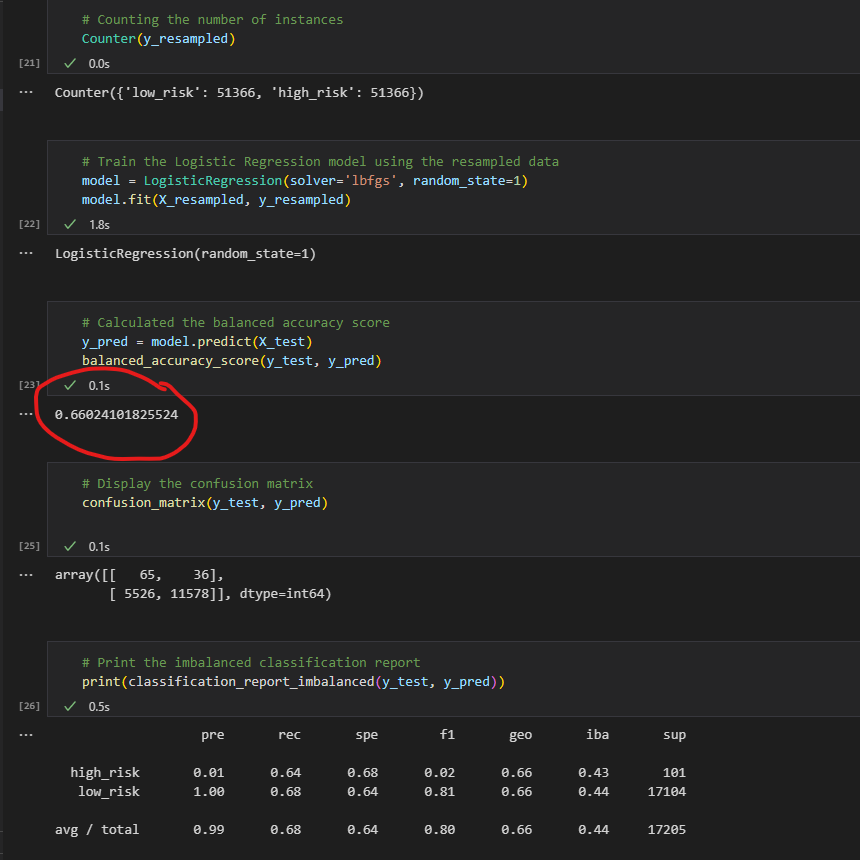 # Counting the number of instances
Counter(y_resampled)
[21] ✓ 0.0s
... Counter({'low_risk': 51366, 'high_risk': 51366})
# Train the Logistic Regression model using the resampled data
model = LogisticRegression(solver='lbfgs', random_state=1)
model.fit(X_resampled, y_resampled)
[22] ✓ 1.8s
... LogisticRegression(random_state=1)
# Calculated the balanced accuracy score
y_pred = model.predict(X_test)
balanced_accuracy_score(y_test, y_pred)
[23] ✓ 0.1s
... 0.66024101825524
# Display the confusion matrix
confusion_matrix(y_test, y_pred)
[25] ✓ 0.1s
... array([[   65,    36],
       [ 5526, 11578]], dtype=int64)
# Print the imbalanced classification report
print(classification_report_imbalanced(y_test, y_pred))
[26] ✓ 0.5s
... pre rec spe f1 geo iba sup
high_risk 0.01 0.64 0.68 0.02 0.66 0.43 101
low_risk 1.00 0.68 0.64 0.81 0.66 0.44 17104
avg / total 0.99 0.68 0.64 0.80 0.66 0.44 17205